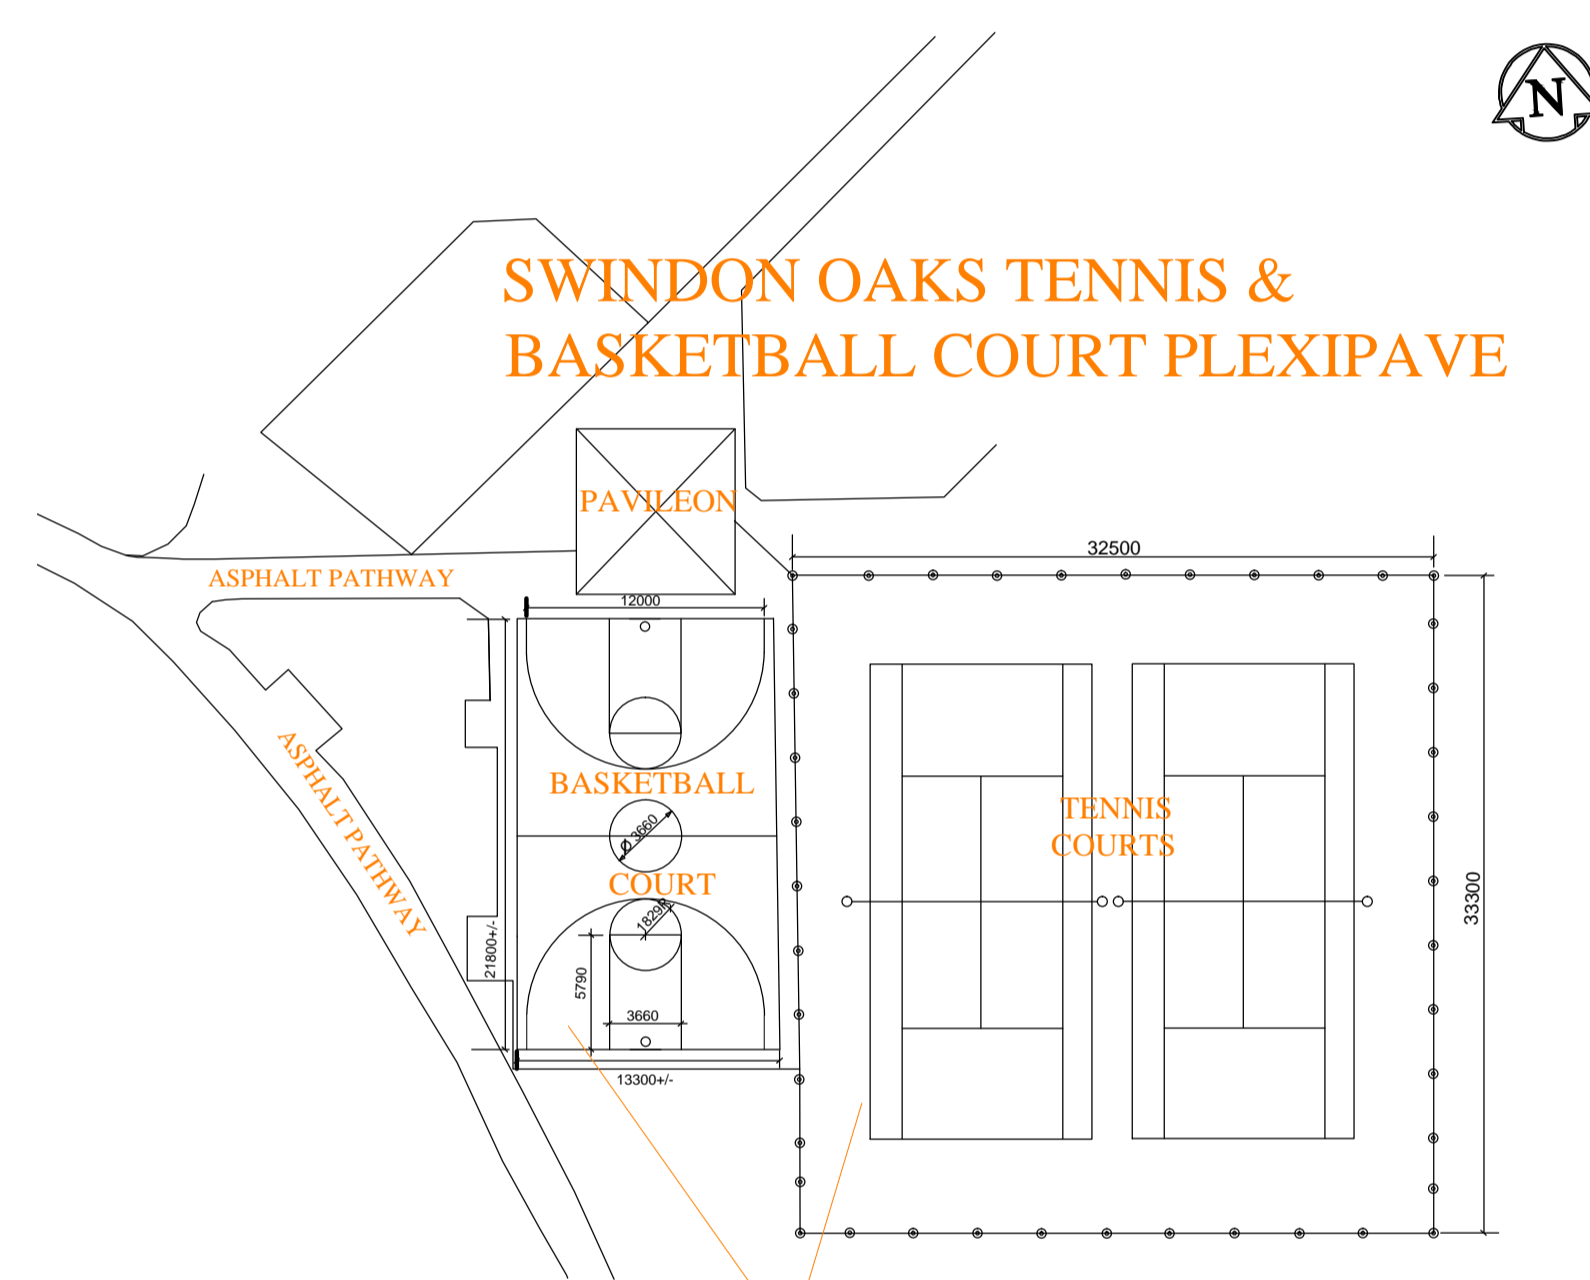 N
SWINDON OAKS TENNIS &
BASKETBALL COURT PLEXIPAVE
PAVILEON
32500
ASPHALT PATHWAY
12000
ASPHALT PATHWAY
BASKETBALL
Ø 3660
COURT
TENNIS
COURTS
33300
1829R
21800+/-
5790
3660
13300+/-